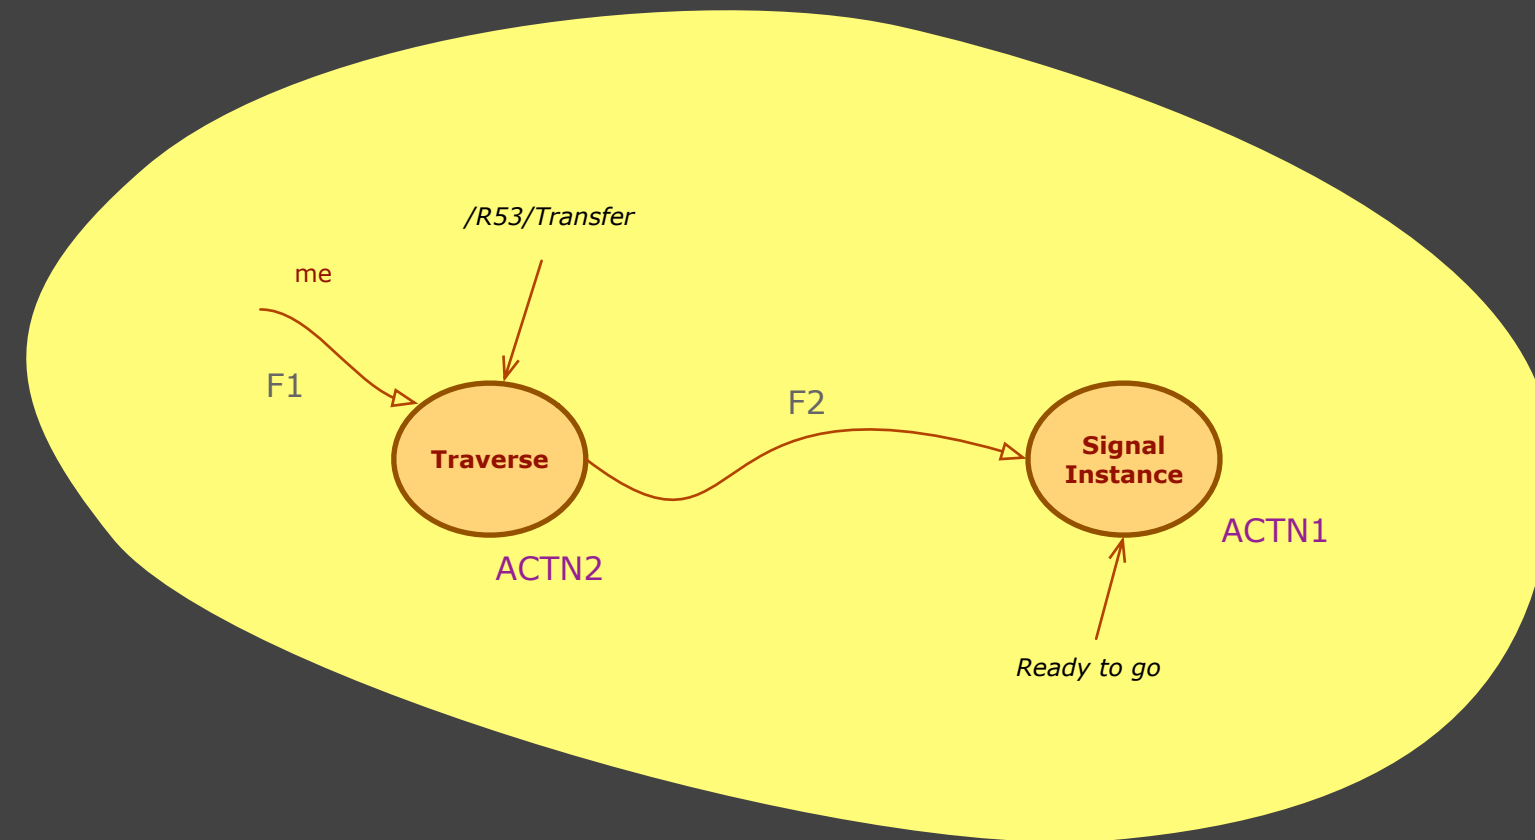 /R53/Transfer
me
F1
F2
Traverse
Signal
Instance
ACTN1
ACTN2
Ready to go